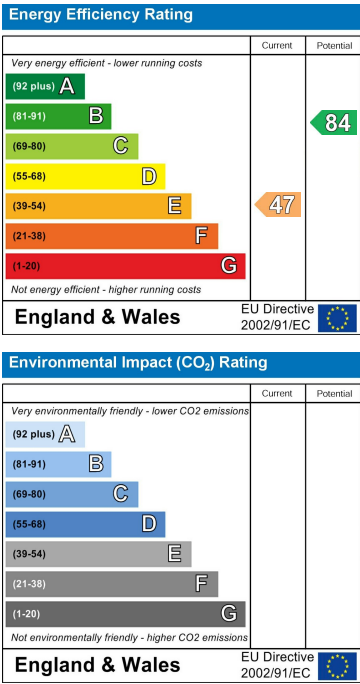 Energy Efficiency Rating
Current Potential
Very energy efficient - lower running costs
(92 plus) A
(81-91) B
84
(69-80) C
(55-68) D
(39-54) E
47
(21-38) F
(1-20) G
Not energy efficient - higher running costs
England & Wales
EU Directive
2002/91/EC
Environmental Impact (CO₂) Rating
Current Potential
Very environmentally friendly - lower CO2 emissions
(92 plus) A
(81-91) B
(69-80) C
(55-68) D
(39-54) E
(21-38) F
(1-20) G
Not environmentally friendly - higher CO2 emissions
England & Wales
EU Directive
2002/91/EC